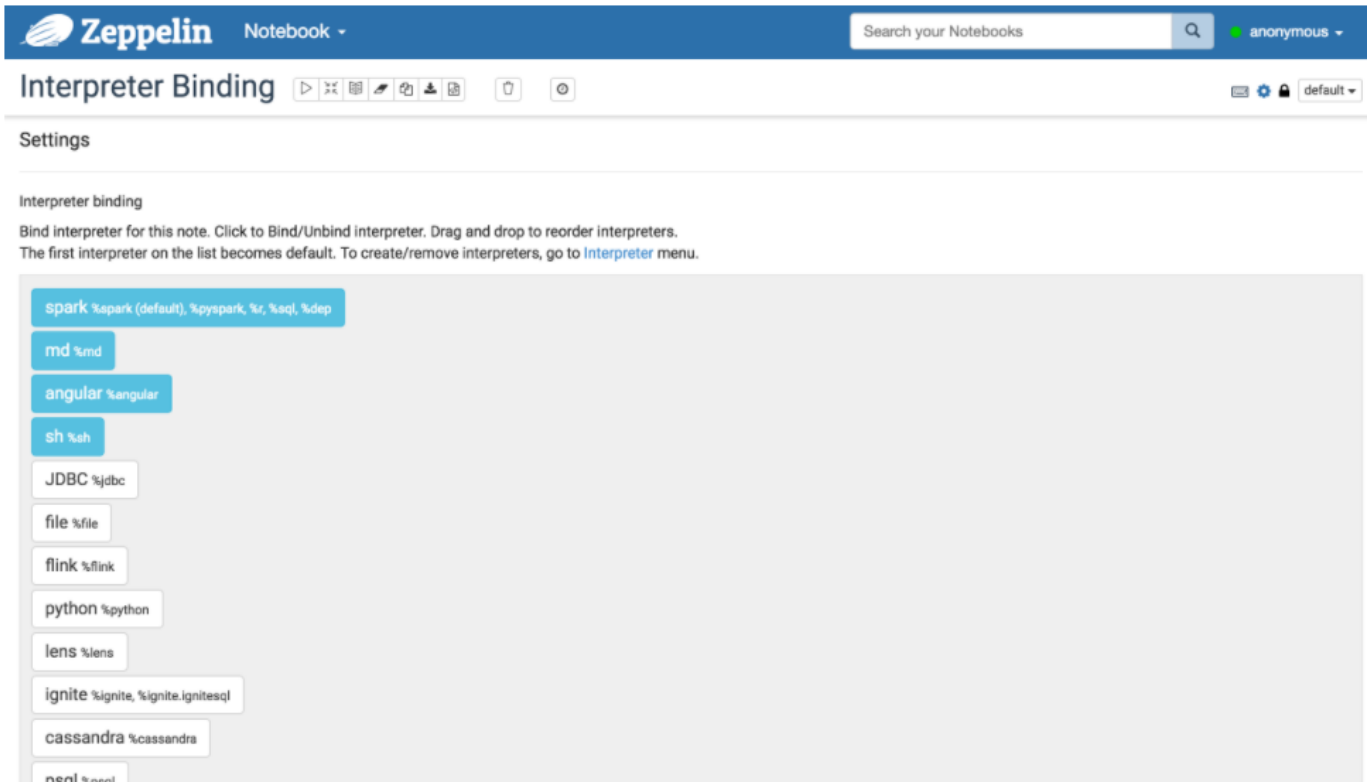 Zeppelin Notebook Search your Notebooks anonymous
Interpreter Binding default
Settings
Interpreter binding
Bind interpreter for this note. Click to Bind/Unbind interpreter. Drag and drop to reorder interpreters.
The first interpreter on the list becomes default. To create/remove interpreters, go to Interpreter menu.
spark %spark (default), %pyspark, %r, %sql, %dep
md %md
angular %angular
sh %sh
JDBC %jdbc
file %file
flink %flink
python %python
lens %lens
ignite %ignite, %ignite.ignitesql
cassandra %cassandra
psql %psql